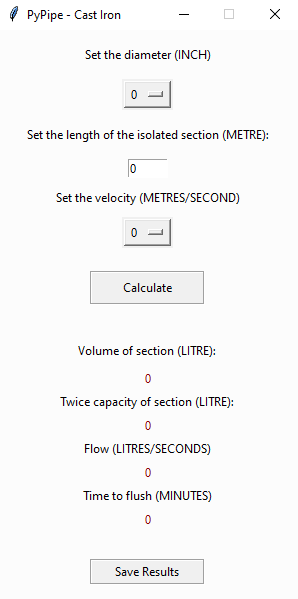 PyPipe - Cast Iron
Set the diameter (INCH)
0
Set the length of the isolated section (METRE):
0
Set the velocity (METRES/SECOND)
0
Calculate
Volume of section (LITRE):
0
Twice capacity of section (LITRE):
0
Flow (LITRES/SECONDS)
0
Time to flush (MINUTES)
0
Save Results